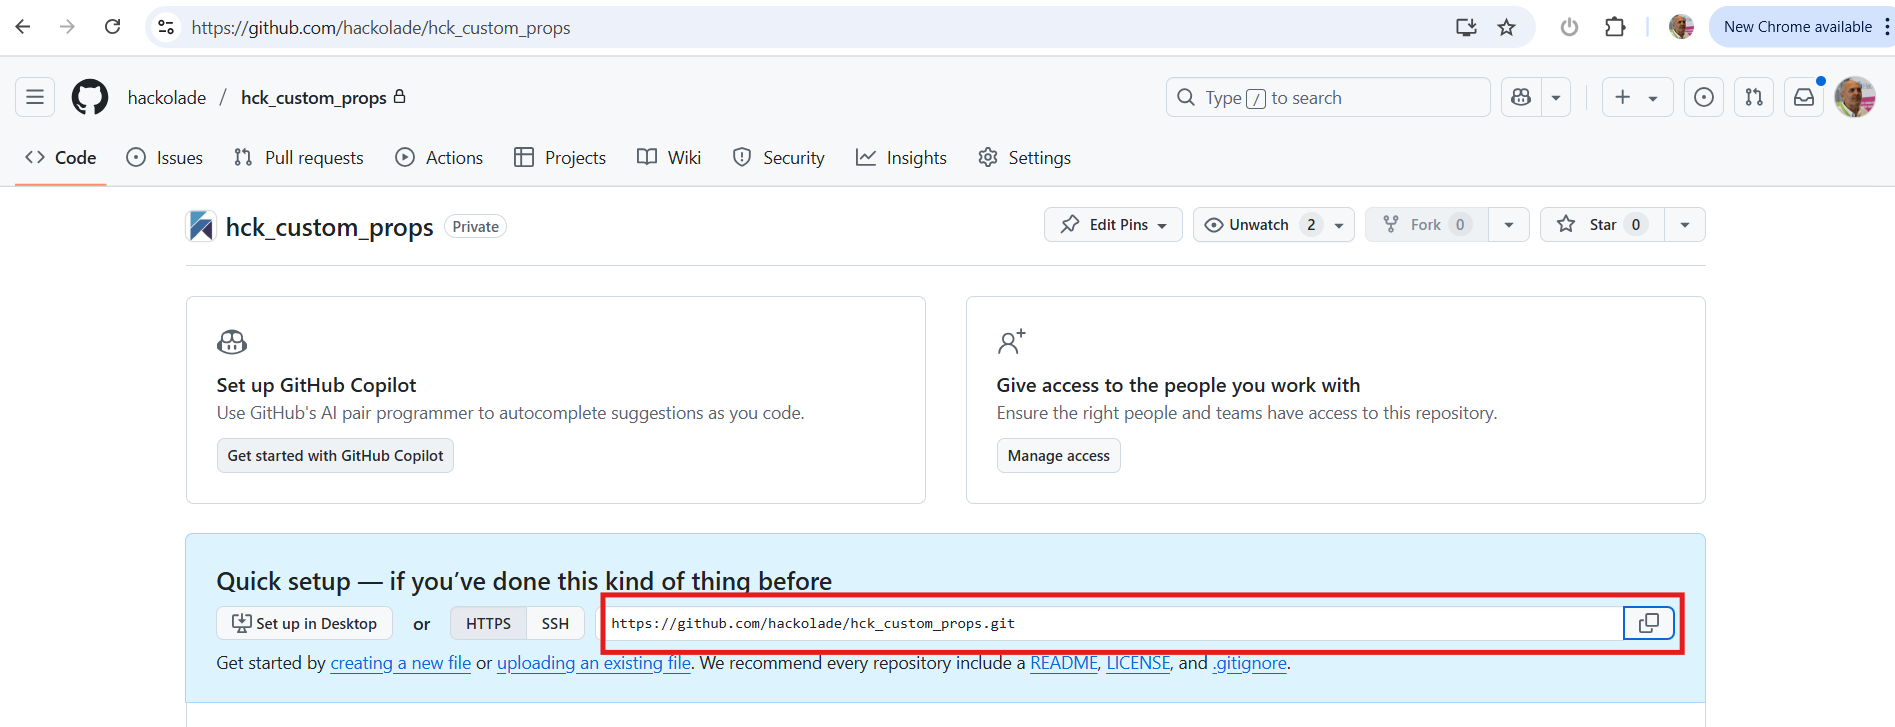 https://github.com/hackolade/hck_custom_props
New Chrome available
hackolade / hck_custom_props
Type / to search
Code Issues Pull requests Actions Projects Wiki Security Insights Settings
hck_custom_props Private
Edit Pins Unwatch 2 Fork 0 Star 0
Set up GitHub Copilot
Use GitHub's AI pair programmer to autocomplete suggestions as you code.
Get started with GitHub Copilot
Give access to the people you work with
Ensure the right people and teams have access to this repository.
Manage access
Quick setup — if you’ve done this kind of thing before
Set up in Desktop or HTTPS SSH https://github.com/hackolade/hck_custom_props.git
Get started by creating a new file or uploading an existing file. We recommend every repository include a README, LICENSE, and .gitignore.